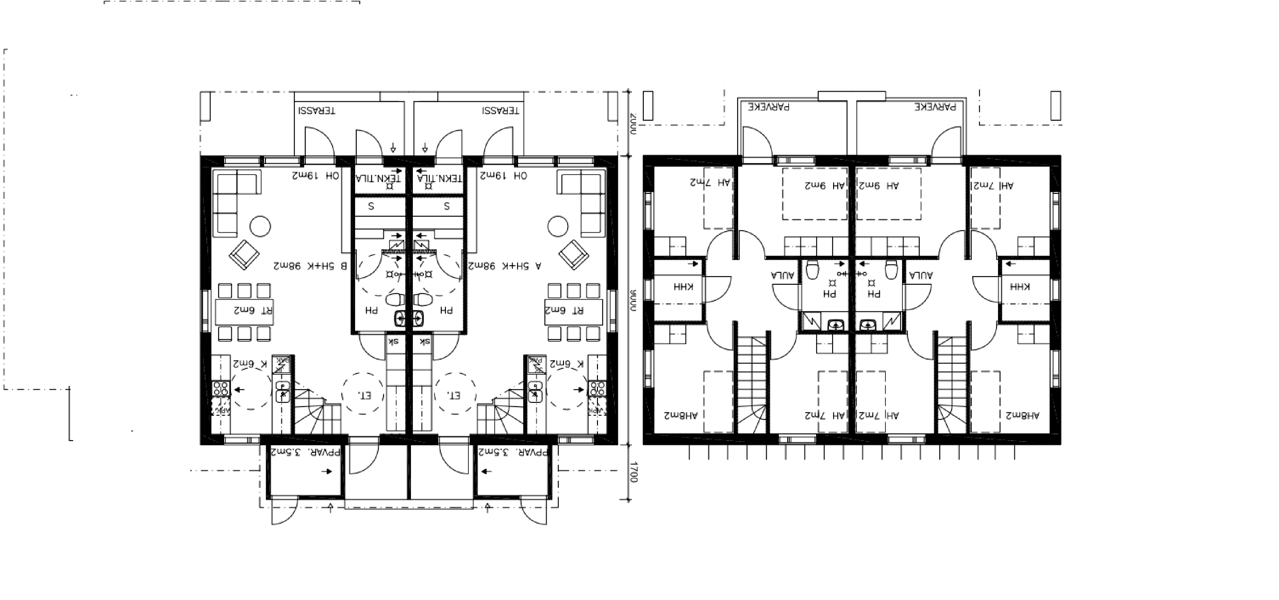 TERASSI
TERASSI
2000
PARVEKE
PARVEKE
OH 19m2
TEKN.TILA
TEKN.TILA
OH 19m2
AH 7m2
AH 9m2
AH 9m2
AH 7m2
S
S
B 5H+K 98m2
A 5H+K 98m2
AULA
AULA
KHH
PH
PH
KHH
9000
RT 6m2
PH
PH
RT 6m2
sk
sk
K 6m2
K 6m2
ET.
ET.
AH8m2
AH 7m2
AH 7m2
AH8m2
PPVAR. 3.5m2
PPVAR. 3.5m2
1700